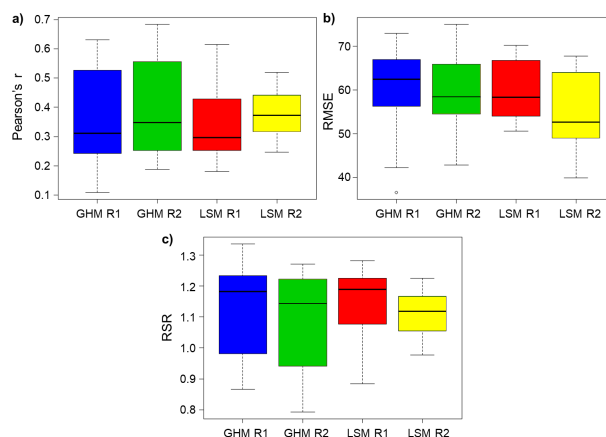 a)
Pearson's r
0.7
0.6
0.5
0.4
0.3
0.2
0.1
GHM R1 GHM R2 LSM R1 LSM R2
b)
RMSE
70
60
50
40
GHM R1 GHM R2 LSM R1 LSM R2
c)
RSR
1.3
1.2
1.1
1.0
0.9
0.8
GHM R1 GHM R2 LSM R1 LSM R2